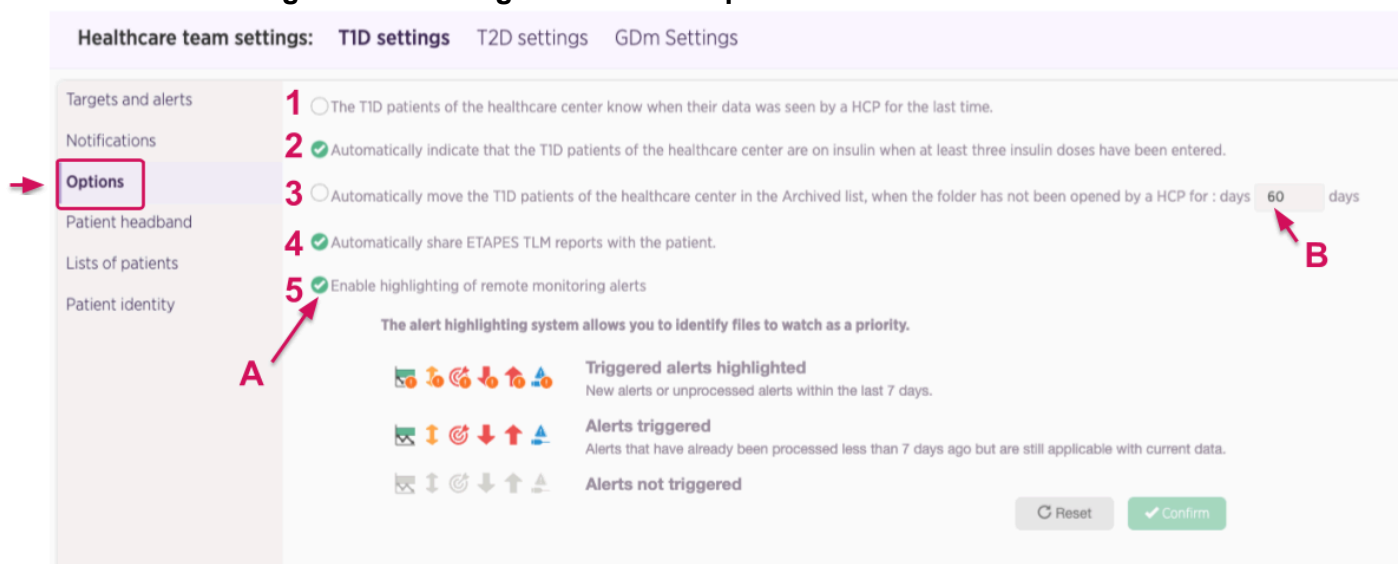 Healthcare team settings: T1D settings T2D settings GDm Settings
Targets and alerts
Notifications
Options
Patient headband
Lists of patients
Patient identity
1 The T1D patients of the healthcare center know when their data was seen by a HCP for the last time.
2 Automatically indicate that the T1D patients of the healthcare center are on insulin when at least three insulin doses have been entered.
3 Automatically move the T1D patients of the healthcare center in the Archived list, when the folder has not been opened by a HCP for : days 60 days
B
4 Automatically share ETAPES TLM reports with the patient.
5 Enable highlighting of remote monitoring alerts
A
The alert highlighting system allows you to identify files to watch as a priority.
Triggered alerts highlighted
New alerts or unprocessed alerts within the last 7 days.
Alerts triggered
Alerts that have already been processed less than 7 days ago but are still applicable with current data.
Alerts not triggered
Reset Confirm